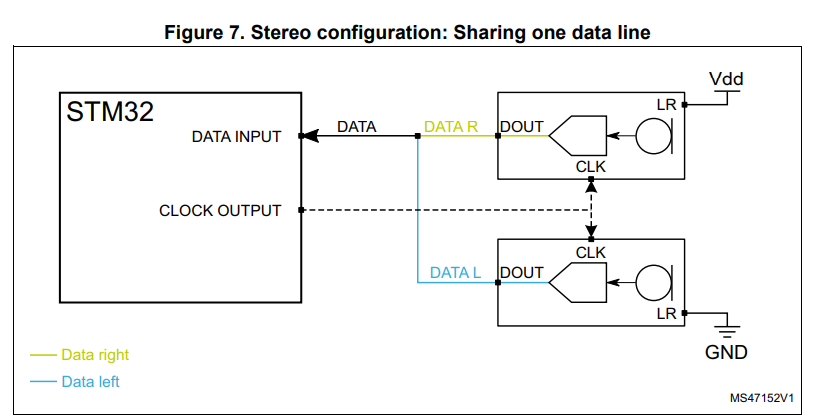 Figure 7. Stereo configuration: Sharing one data line
Vdd
STM32
LR
DATA INPUT
DATA
DATA R
DOUT
CLK
CLOCK OUTPUT
CLK
DATA L
DOUT
LR
GND
Data right
Data left
MS47152V1